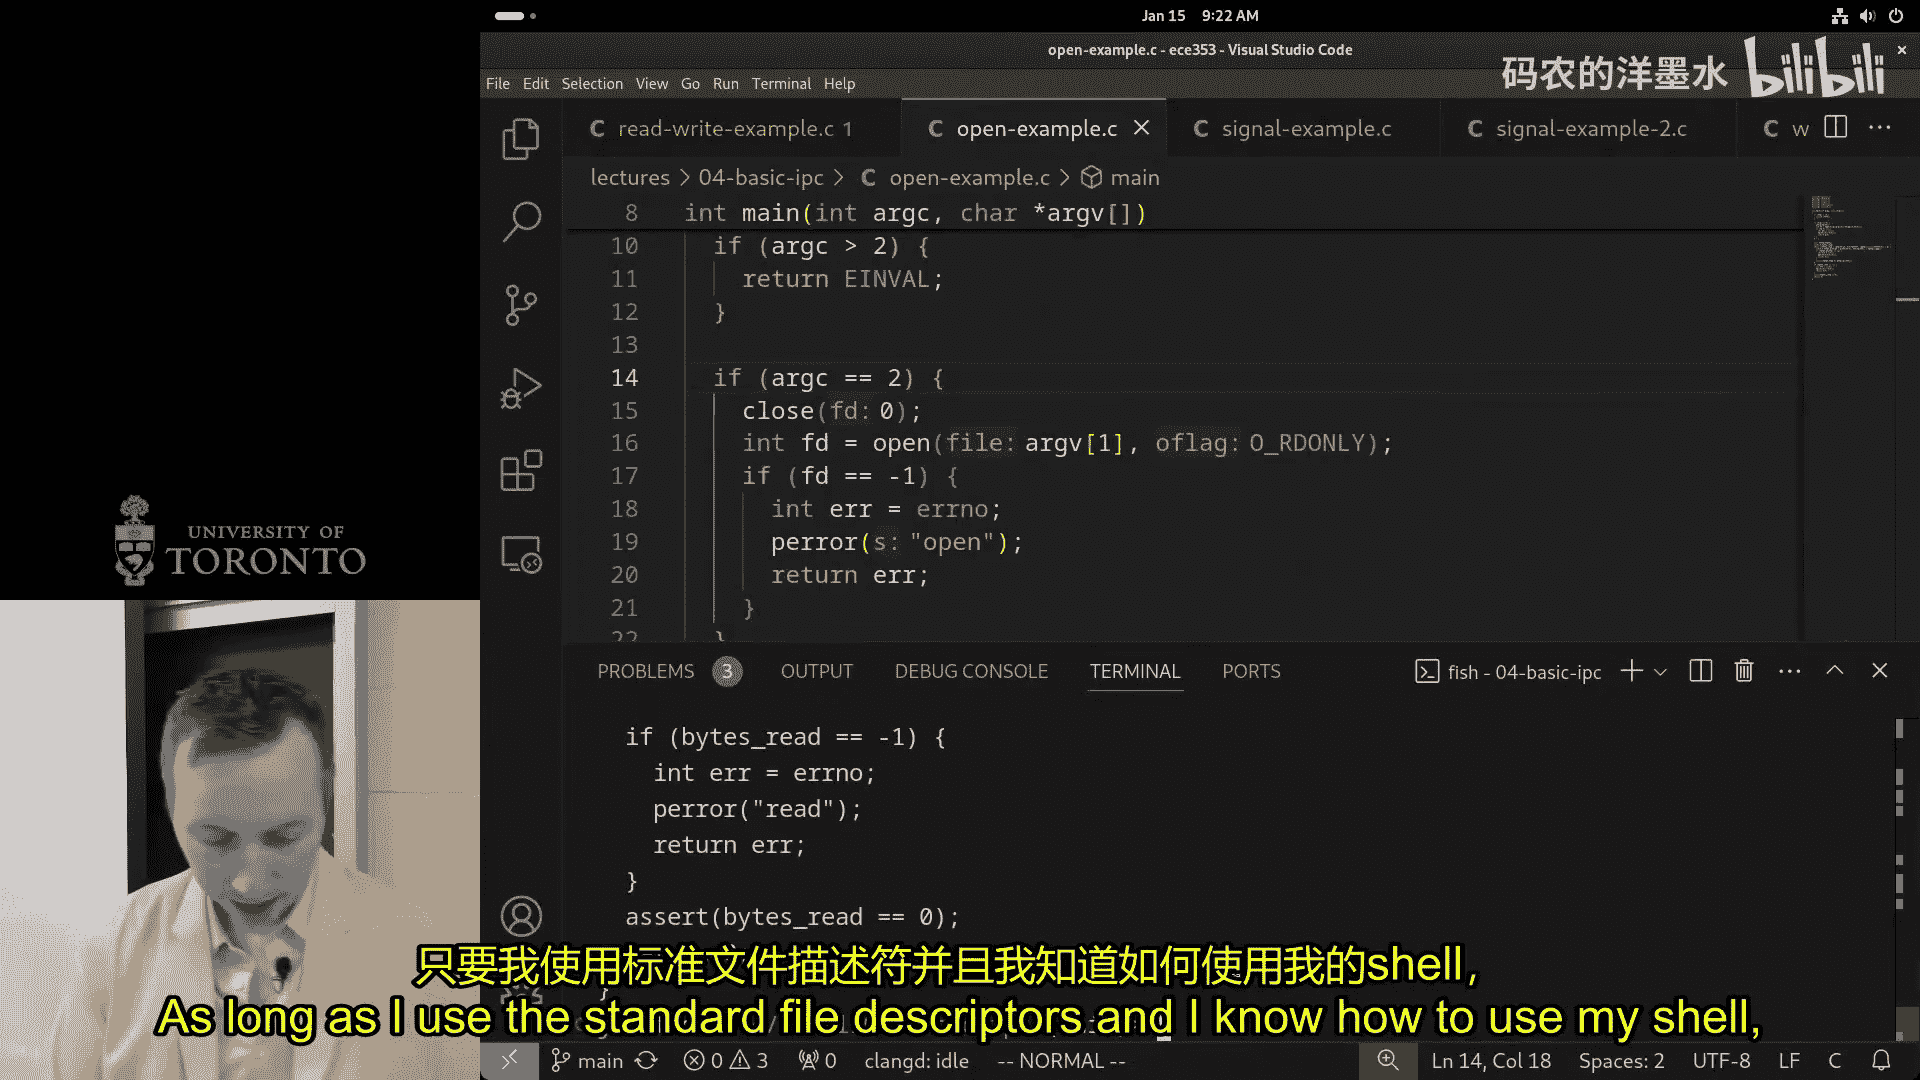 Jan 15 9:22 AM
open-example.c - ece353 - Visual Studio Code
码农的洋墨水 bilibili
File Edit Selection View Go Run Terminal Help
C read-write-example.c 1 C open-example.c C signal-example.c C signal-example-2.c C w
lectures > 04-basic-ipc > C open-example.c > main
8 int main(int argc, char *argv[])
10 if (argc > 2) {
11 return EINVAL;
12 }
13
14 if (argc == 2) {
15 close(fd: 0);
16 int fd = open(file: argv[1], oflag: O_RDONLY);
17 if (fd == -1) {
18 int err = errno;
19 perror(s: "open");
20 return err;
21 }
22 }
UNIVERSITY OF
TORONTO
PROBLEMS 3 OUTPUT DEBUG CONSOLE TERMINAL PORTS fish - 04-basic-ipc
if (bytes_read == -1) {
int err = errno;
perror("read");
return err;
}
assert(bytes_read == 0);
}
只要我使用标准文件描述符并且我知道如何使用我的shell,
As long as I use the standard file descriptors and I know how to use my shell,
main 0 3 0 clangd: idle -- NORMAL -- Ln 14, Col 18 Spaces: 2 UTF-8 LF C